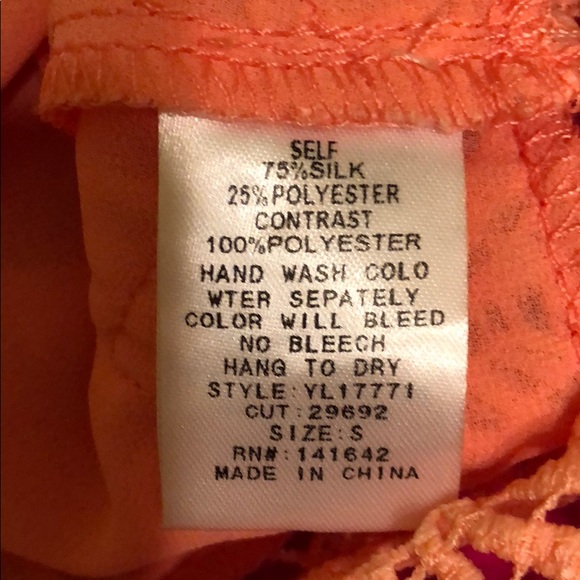 SELF
75%SILK
25%POLYESTER
CONTRAST
100%POLYESTER
HAND WASH COLO
WTER SEPATELY
COLOR WILL BLEED
NO BLEECH
HANG TO DRY
STYLE:YL17771
CUT:29692
SIZE:S
RN#:141642
MADE IN CHINA